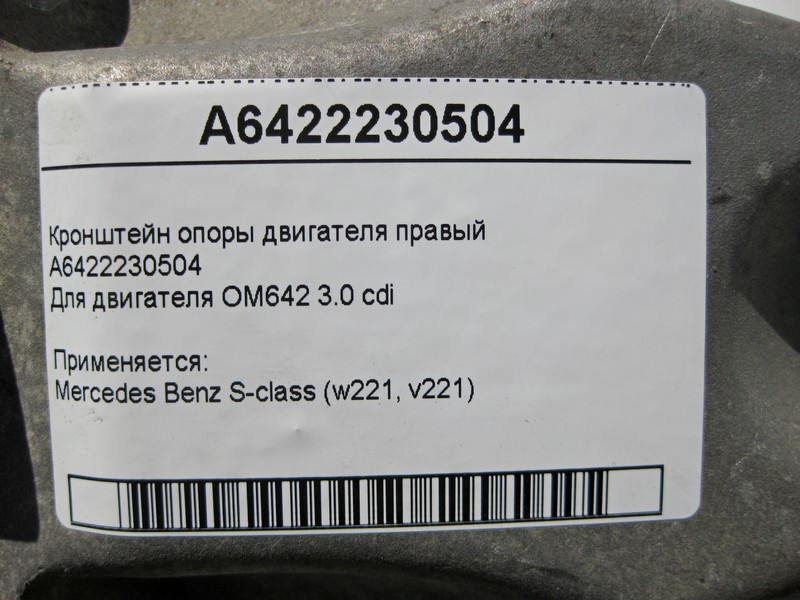 A6422230504
Кронштейн опоры двигателя правый
A6422230504
Для двигателя OM642 3.0 cdi
Применяется:
Mercedes Benz S-class (w221, v221)